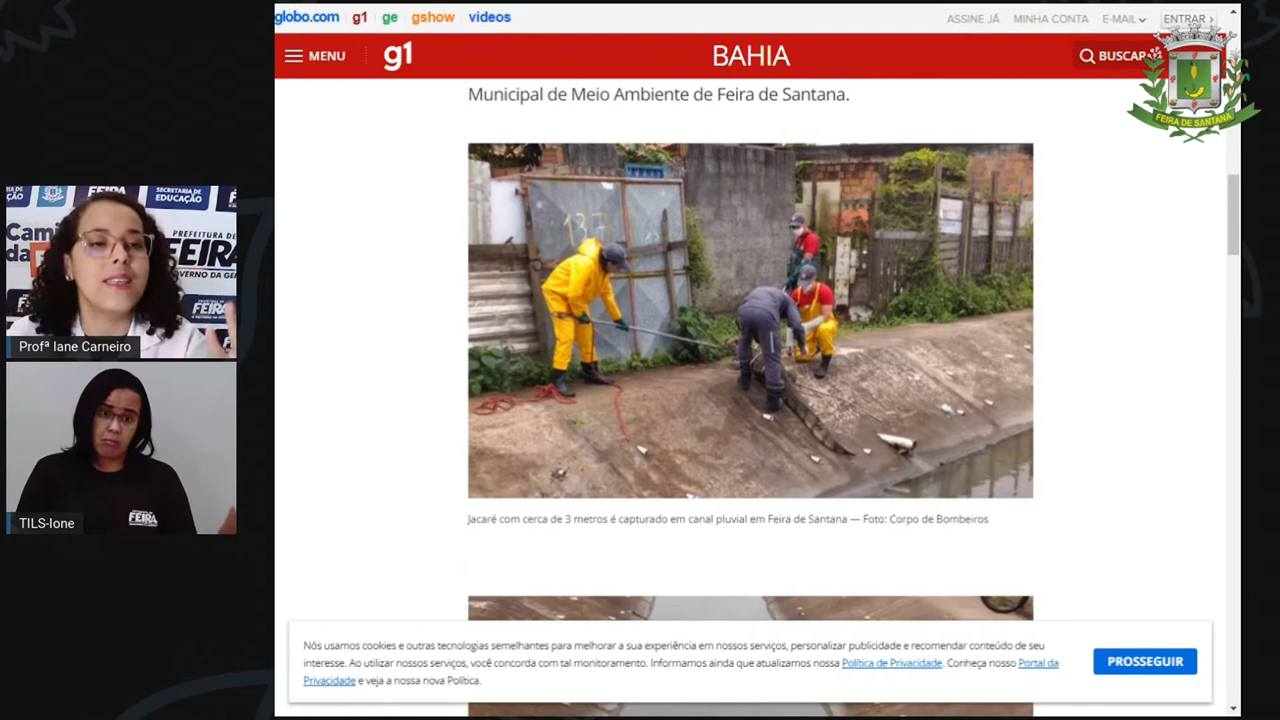 globo.com g1 ge gshow vídeos
ASSINE JÁ MINHA CONTA E-MAIL ENTRAR
MENU g1 BAHIA BUSCAR
FEIRA DE SANTANA
Municipal de Meio Ambiente de Feira de Santana.
137
SECRETARIA DE
EDUCAÇÃO
FEIRA
PREFEITURA DE
FEIRA
Profª Iane Carneiro
FEIRA
TILS-Ione
Jacaré com cerca de 3 metros é capturado em canal pluvial em Feira de Santana — Foto: Corpo de Bombeiros
Nós usamos cookies e outras tecnologias semelhantes para melhorar a sua experiência em nossos serviços, personalizar publicidade e recomendar conteúdo de seu
interesse. Ao utilizar nossos serviços, você concorda com tal monitoramento. Informamos ainda que atualizamos nossa Política de Privacidade. Conheça nosso Portal da
Privacidade e veja a nossa nova Política.
PROSSEGUIR